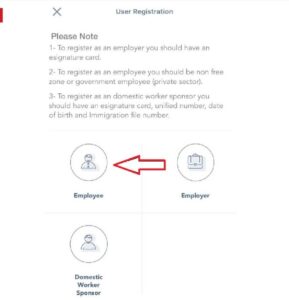 User Registration
Please Note
1- To register as an employer you should have an
esignature card.
2- To register as an employee you should be non free
zone or government employee (private sector).
3- To register as an domestic worker sponsor you
should have an esignature card, unified number, date
of birth and Immigration file number.
Employee
Employer
Domestic
Worker
Sponsor